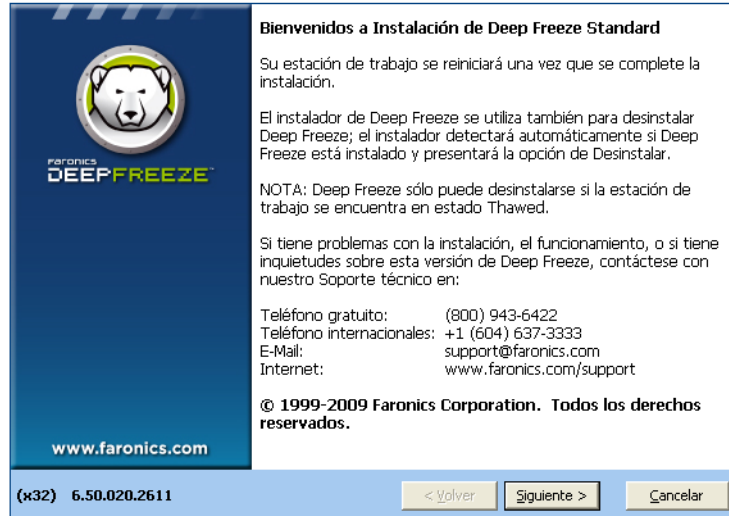 Bienvenidos a Instalación de Deep Freeze Standard
Su estación de trabajo se reiniciará una vez que se complete la
instalación.
El instalador de Deep Freeze se utiliza también para desinstalar
Deep Freeze; el instalador detectará automáticamente si Deep
Freeze está instalado y presentará la opción de Desinstalar.
NOTA: Deep Freeze sólo puede desinstalarse si la estación de
trabajo se encuentra en estado Thawed.
Si tiene problemas con la instalación, el funcionamiento, o si tiene
inquietudes sobre esta versión de Deep Freeze, contáctese con
nuestro Soporte técnico en:
Teléfono gratuito: (800) 943-6422
Teléfono internacionales: +1 (604) 637-3333
E-Mail: support@faronics.com
Internet: www.faronics.com/support
© 1999-2009 Faronics Corporation. Todos los derechos
reservados.
Faronics
DEEPFREEZE™
www.faronics.com
(x32) 6.50.020.2611
< Volver
Siguiente >
Cancelar